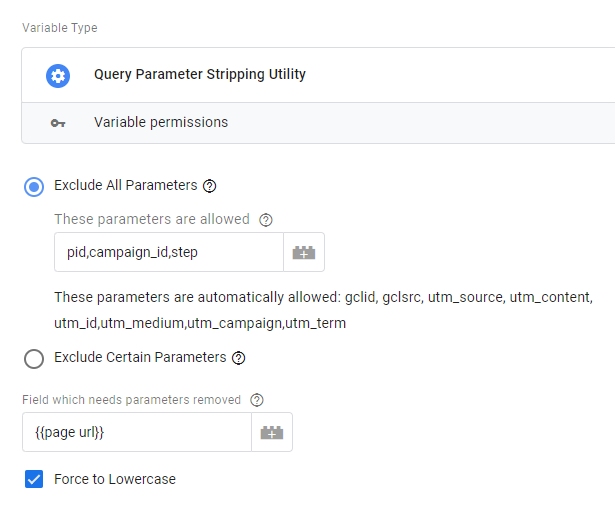 Variable Type
Query Parameter Stripping Utility
Variable permissions
Exclude All Parameters
These parameters are allowed
pid,campaign_id,step
These parameters are automatically allowed: gclid, gclsrc, utm_source, utm_content,
utm_id,utm_medium,utm_campaign,utm_term
Exclude Certain Parameters
Field which needs parameters removed
{{page url}}
Force to Lowercase